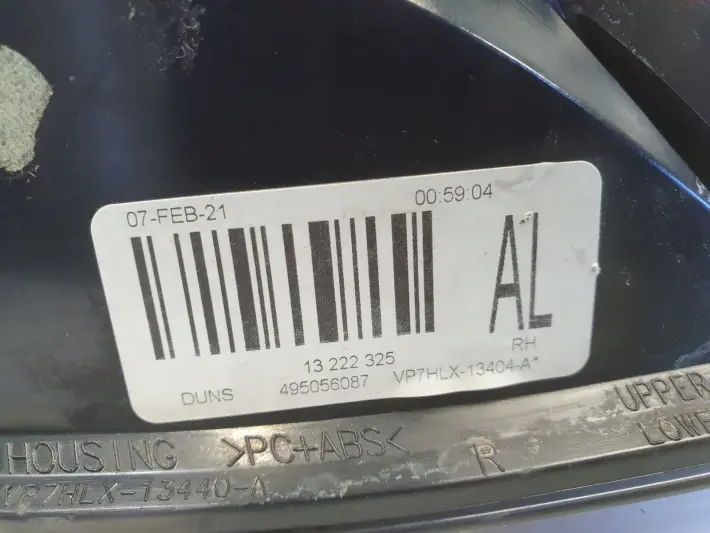 07-FEB-21 00:59:04
AL
RH
13 222 325
DUNS 495056087 VP7HLX-13404-A*
HOUSING >PC+ABS< R UPPER
VP7HLX-13440-A